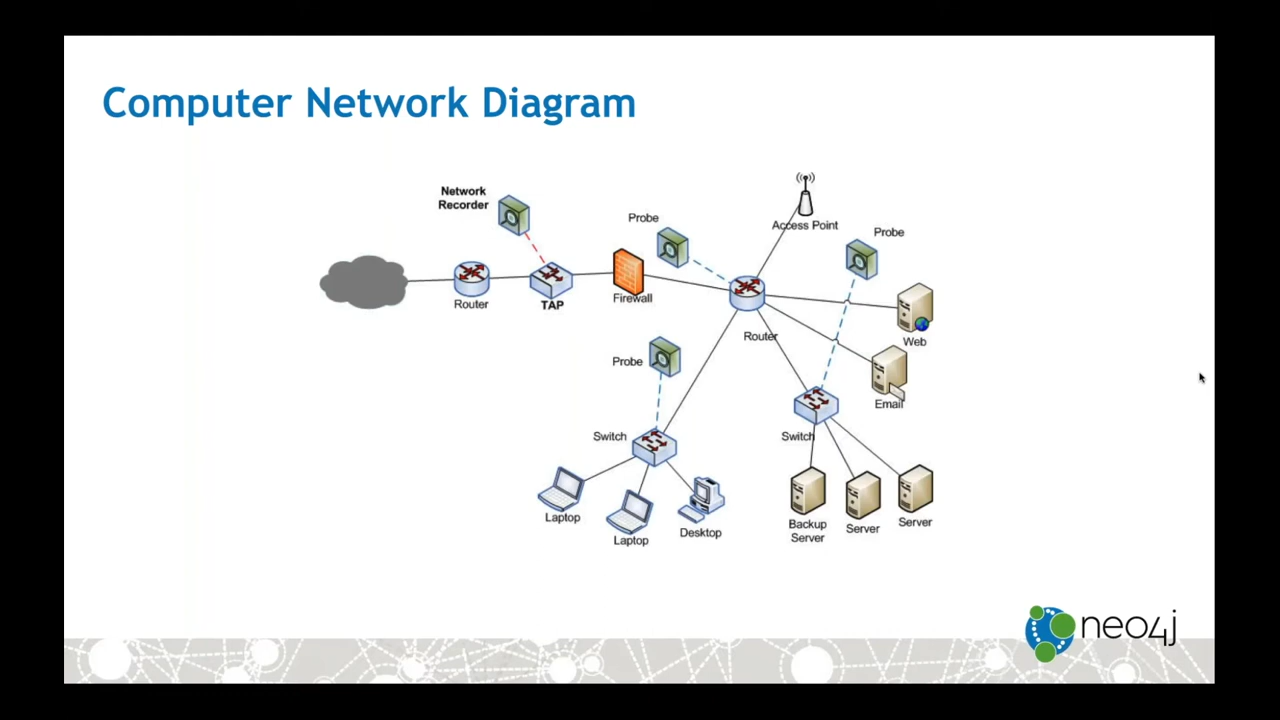 Computer Network Diagram
Network
Recorder
Probe
Access Point
Probe
Router
TAP
Firewall
Router
Web
Probe
Email
Switch
Switch
Laptop
Laptop
Desktop
Backup
Server
Server
Server
neo4j